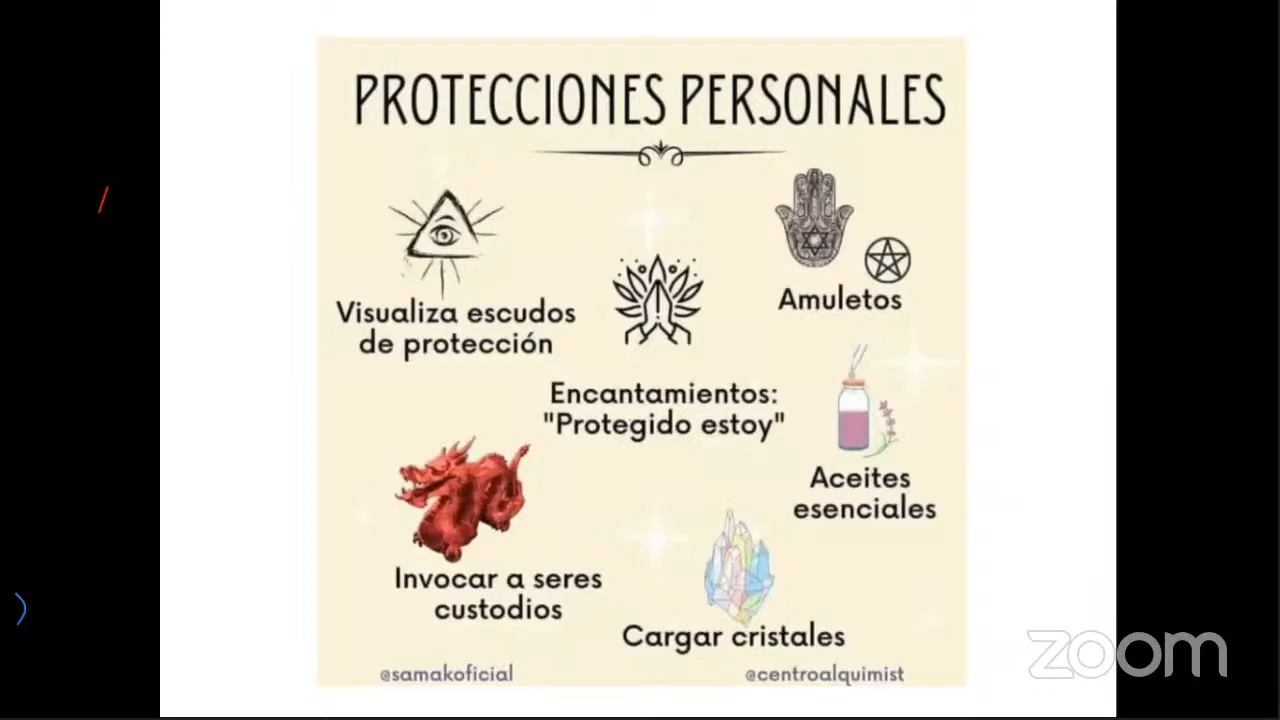 PROTECCIONES PERSONALES
Visualiza escudos
de protección
Amuletos
Encantamientos:
"Protegido estoy"
Aceites
esenciales
Invocar a seres
custodios
Cargar cristales
@samakoficial
@centroalquimist
zoom